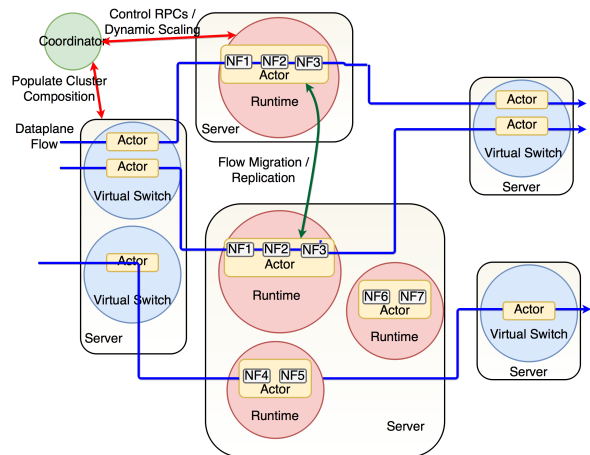 Control RPCs /
Dynamic Scaling
Server
Coordinator
NF1 NF2 NF3
Actor
Runtime
Server
Populate Cluster
Composition
Dataplane
Flow
Actor
Actor
Virtual Switch
Actor
Virtual Switch
Server
Flow Migration /
Replication
Actor
Actor
Virtual Switch
Server
NF1 NF2 NF3
Actor
Runtime
NF6 NF7
Actor
Runtime
NF4 NF5
Actor
Runtime
Server
Actor
Virtual Switch
Server